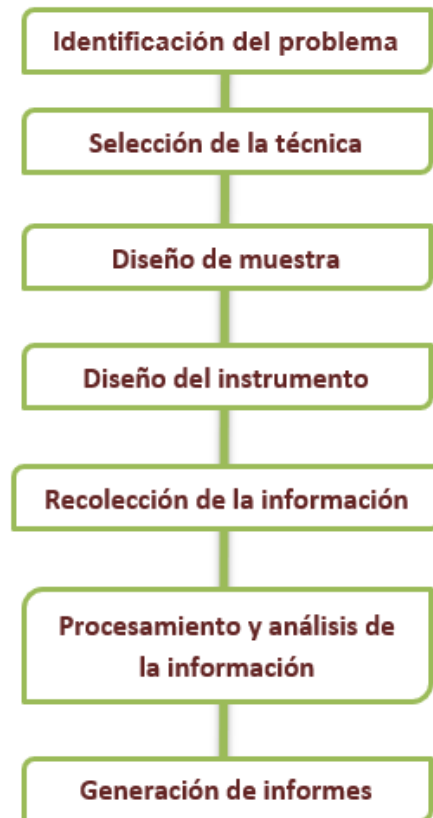 Identificación del problema
Selección de la técnica
Diseño de muestra
Diseño del instrumento
Recolección de la información
Procesamiento y análisis de
la información
Generación de informes